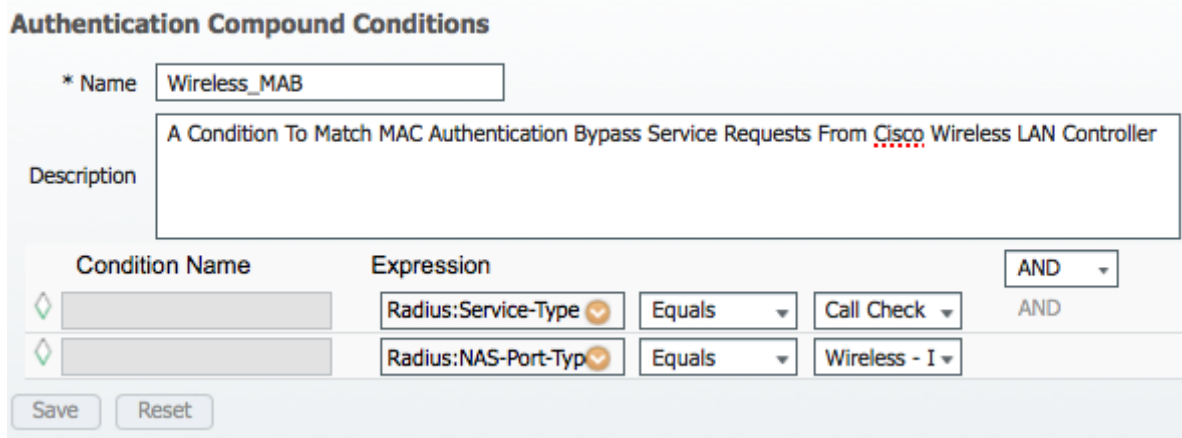 Authentication Compound Conditions
* Name Wireless_MAB
Description A Condition To Match MAC Authentication Bypass Service Requests From Cisco Wireless LAN Controller
Condition Name Expression AND
Radius:Service-Type Equals Call Check AND
Radius:NAS-Port-Typ Equals Wireless - I
Save Reset